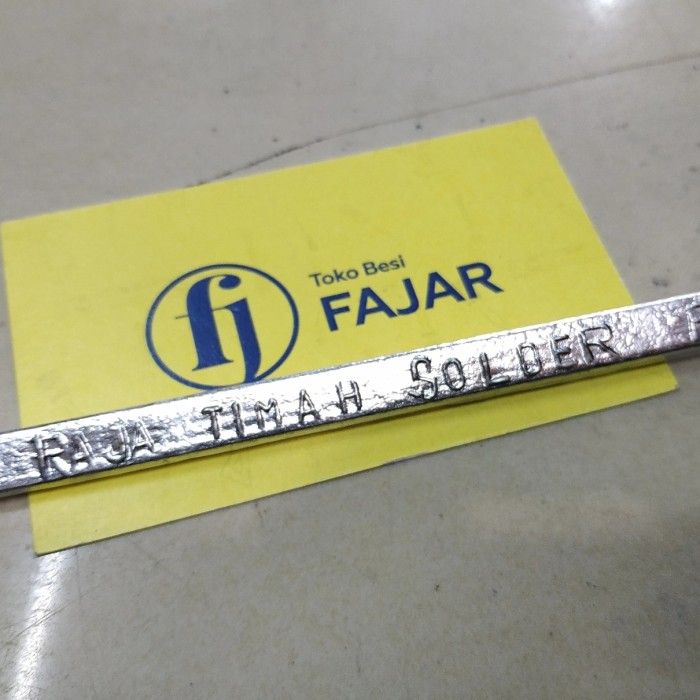 fj
Toko Besi
FAJAR
RAJA TIMAH SOLDER